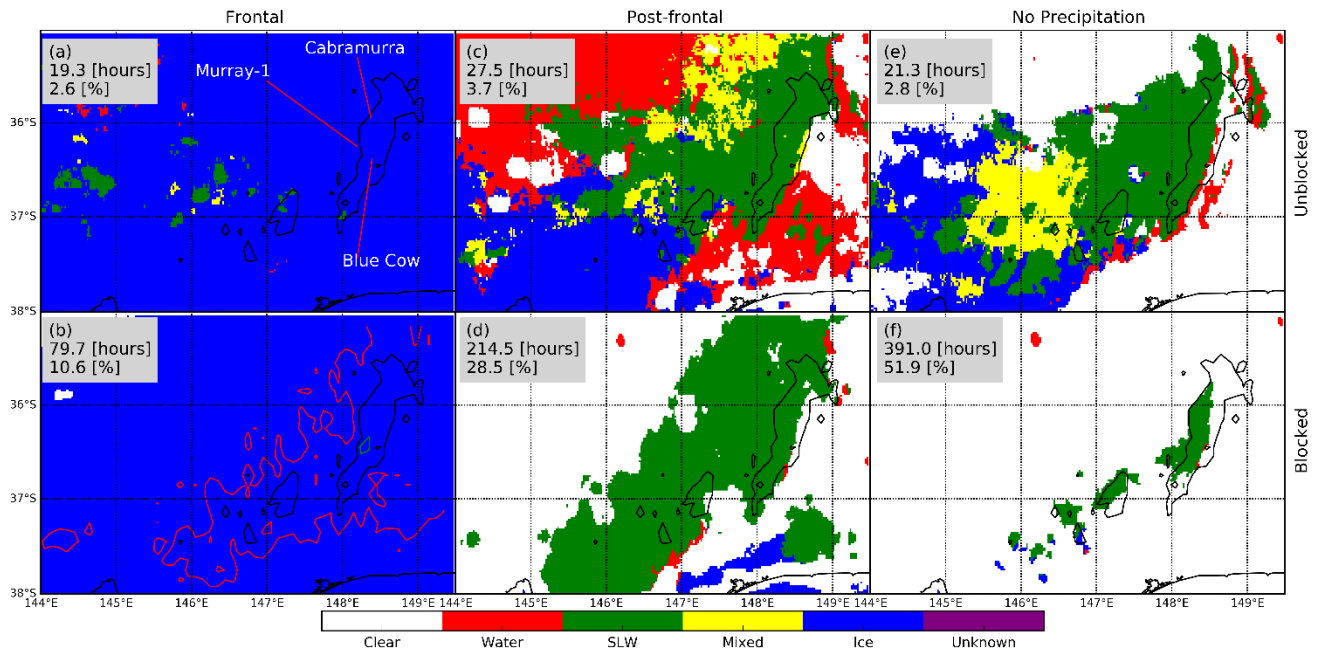 Frontal
Post-frontal
No Precipitation
(a)
19.3 [hours]
2.6 [%]
Cabramurra
Murray-1
Blue Cow
(c)
27.5 [hours]
3.7 [%]
(e)
21.3 [hours]
2.8 [%]
Unblocked
36°S
37°S
38°S
(b)
79.7 [hours]
10.6 [%]
(d)
214.5 [hours]
28.5 [%]
(f)
391.0 [hours]
51.9 [%]
Blocked
36°S
37°S
38°S
144°E 145°E 146°E 147°E 148°E 149°E 144°E 145°E 146°E 147°E 148°E 149°E 144°E 145°E 146°E 147°E 148°E 149°E
Clear Water SLW Mixed Ice Unknown